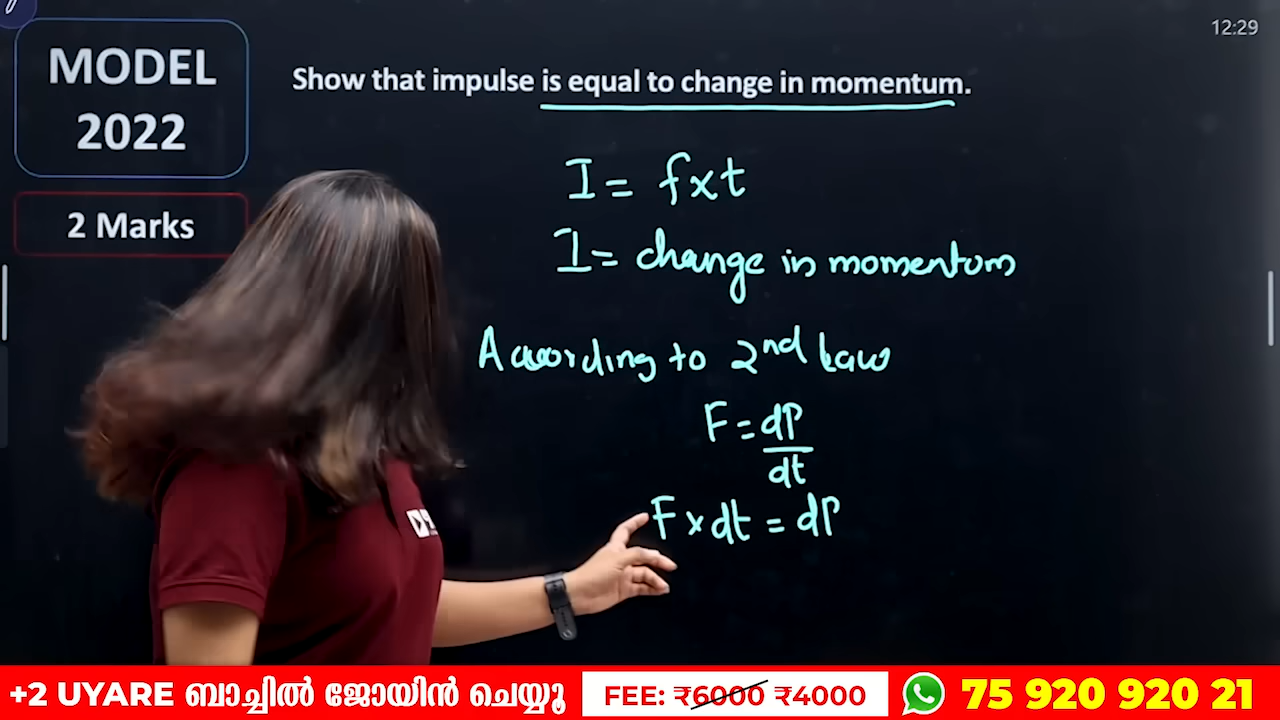 12:29
MODEL
2022
2 Marks
Show that impulse is equal to change in momentum.
I = f x t
I = change in momentum
According to 2nd law
F = dP
dt
F x dt = dP
+2 UYARE ബാച്ചിൽ ജോയിൻ ചെയ്യൂ
FEE: ₹6000 ₹4000
75 920 920 21